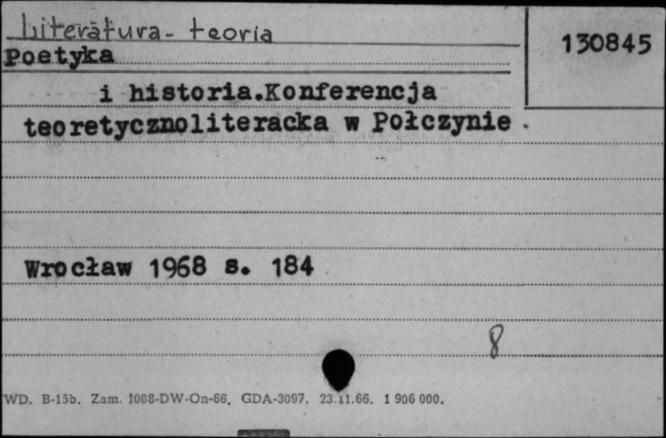 Literatura - teoria
130845
Poetyka
i historia.Konferencja
teoretycznoliteracka w Połczynie.
Wrocław 1968 s. 184
8
WD. B-15b. Zam. 1008-DW-On-66. GDA-3097. 23.11.66. 1 906 000.